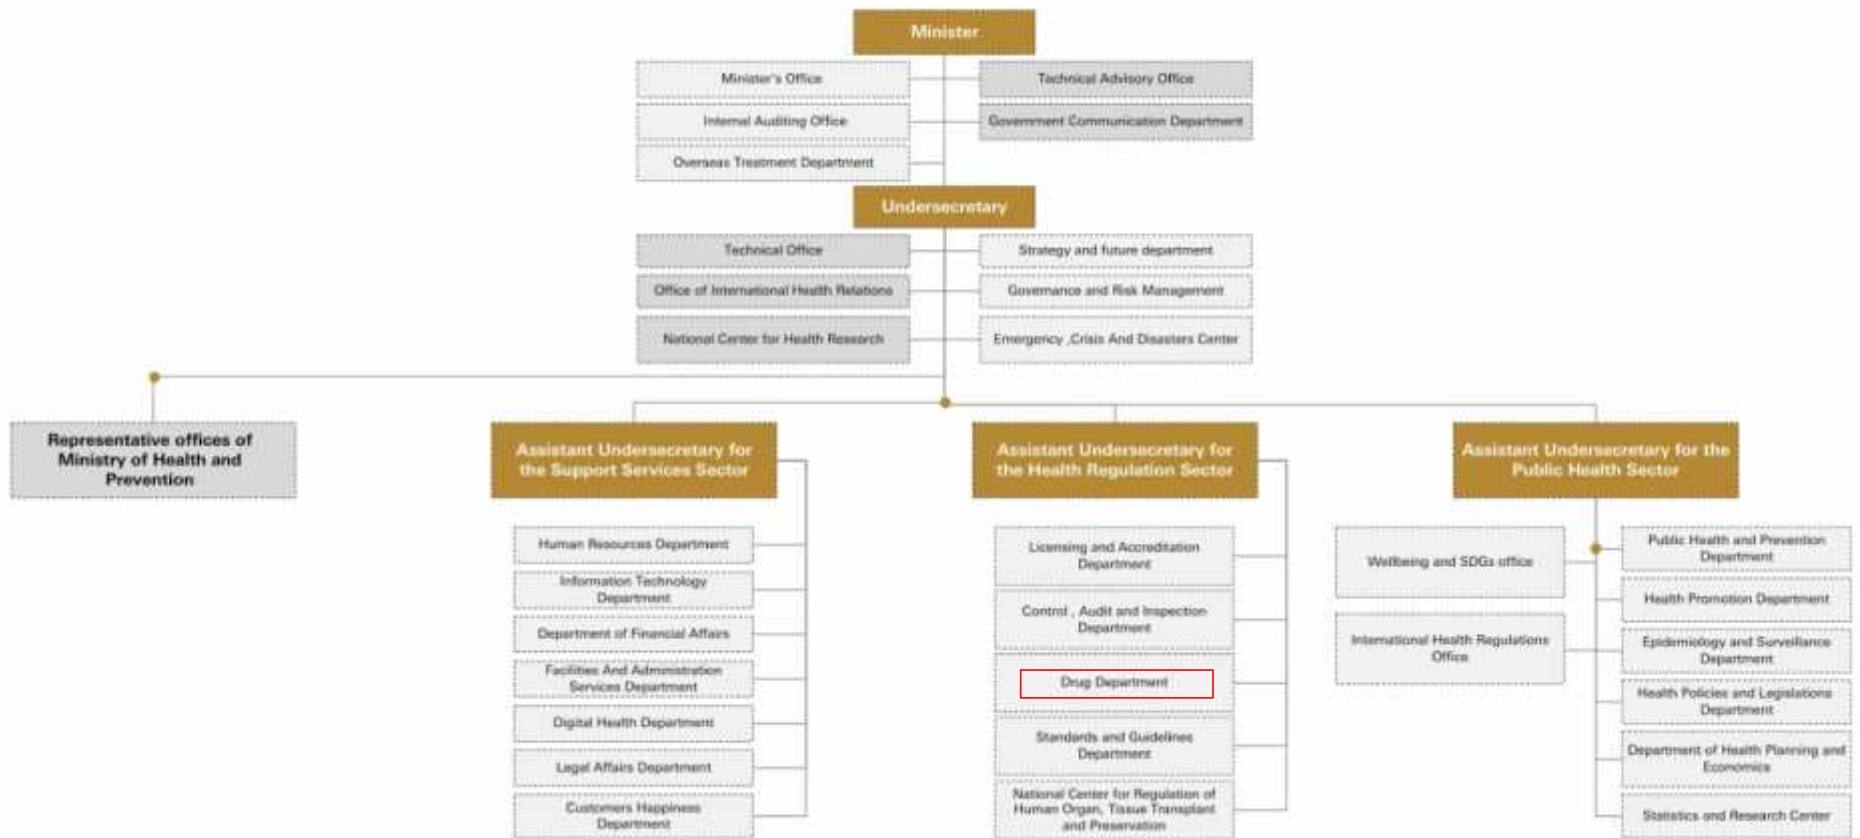 Minister
Minister's Office
Technical Advisory Office
Internal Auditing Office
Government Communication Department
Overseas Treatment Department
Undersecretary
Technical Office
Strategy and future department
Office of International Health Relations
Governance and Risk Management
National Center for Health Research
Emergency ,Crisis And Disasters Center
Representative offices of
Ministry of Health and
Prevention
Assistant Undersecretary for
the Support Services Sector
Human Resources Department
Information Technology
Department
Department of Financial Affairs
Facilities And Administration
Services Department
Digital Health Department
Legal Affairs Department
Customers Happiness
Department
Assistant Undersecretary for
the Health Regulation Sector
Licensing and Accreditation
Department
Control , Audit and Inspection
Department
Drug Department
Standards and Guidelines
Department
National Center for Regulation of
Human Organ, Tissue Transplant
and Preservation
Assistant Undersecretary for the
Public Health Sector
Wellbeing and SDGs office
International Health Regulations
Office
Public Health and Prevention
Department
Health Promotion Department
Epidemiology and Surveillance
Department
Health Policies and Legislations
Department
Department of Health Planning and
Economics
Statistics and Research Center